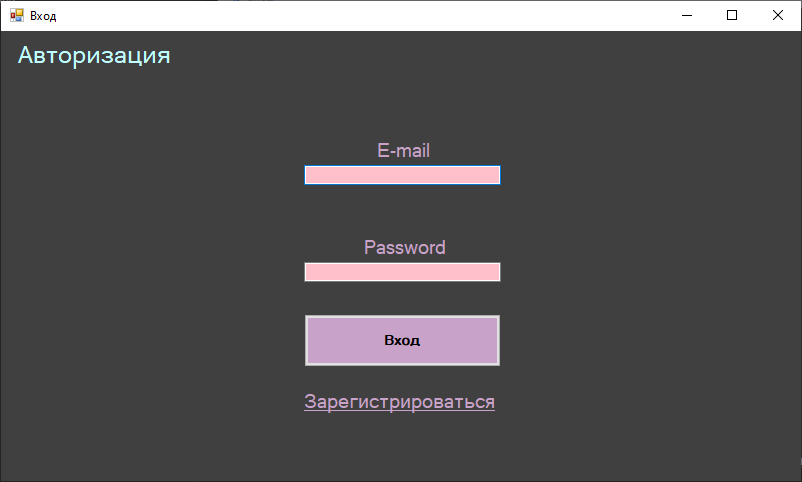 Вход
Авторизация
E-mail
Password
Вход
Зарегистрироваться